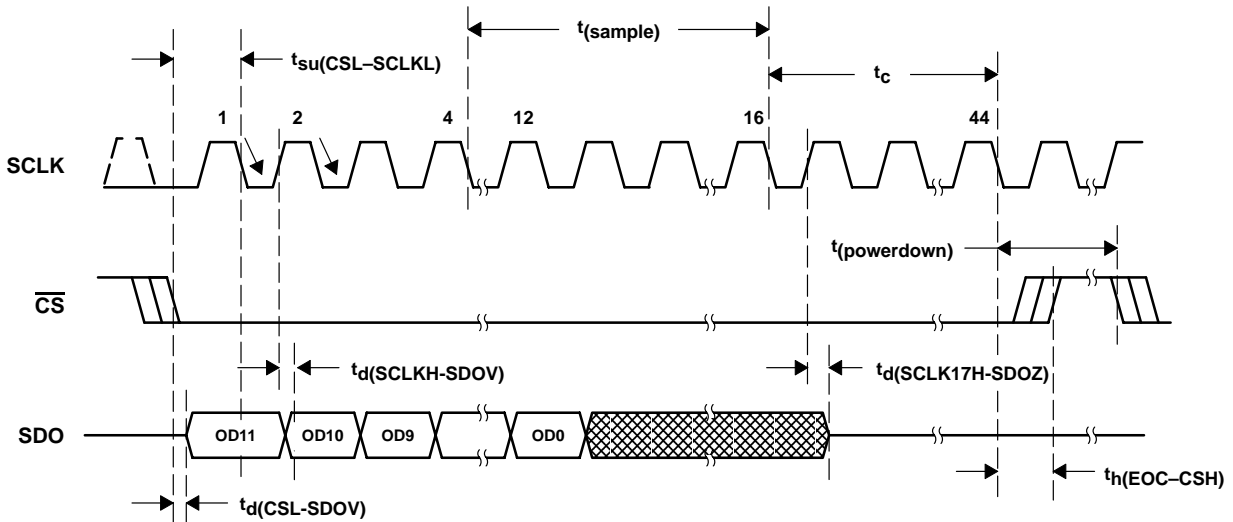 t(sample)
tsu(CSL–SCLKL)
tc
1 2 4 12 16 44
SCLK
t(powerdown)
CS
td(SCLKH-SDOV)
td(SCLK17H-SDOZ)
SDO OD11 OD10 OD9 OD0
th(EOC–CSH)
td(CSL-SDOV)